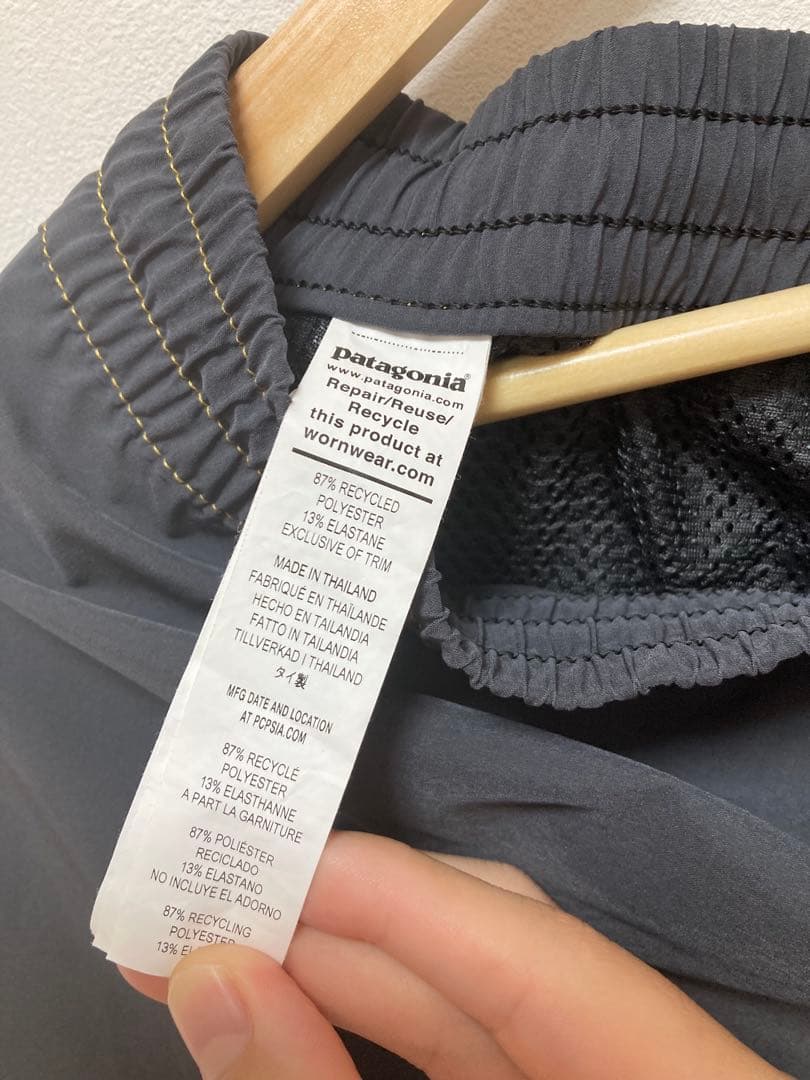 patagonia®
www.patagonia.com
Repair/Reuse/
Recycle
this product at
wornwear.com
87% RECYCLED
POLYESTER
13% ELASTANE
EXCLUSIVE OF TRIM
MADE IN THAILAND
FABRIQUÉ EN THAÏLANDE
HECHO EN TAILANDIA
FATTO IN TAILANDIA
TILLVERKAD I THAILAND
タイ製
MFG DATE AND LOCATION
AT PCPSIA.COM
87% RECYCLÉ
POLYESTER
13% ELASTHANNE
A PART LA GARNITURE
87% POLIÉSTER
RECICLADO
13% ELASTANO
NO INCLUYE EL ADORNO
87% RECYCLING
POLYESTER
13%